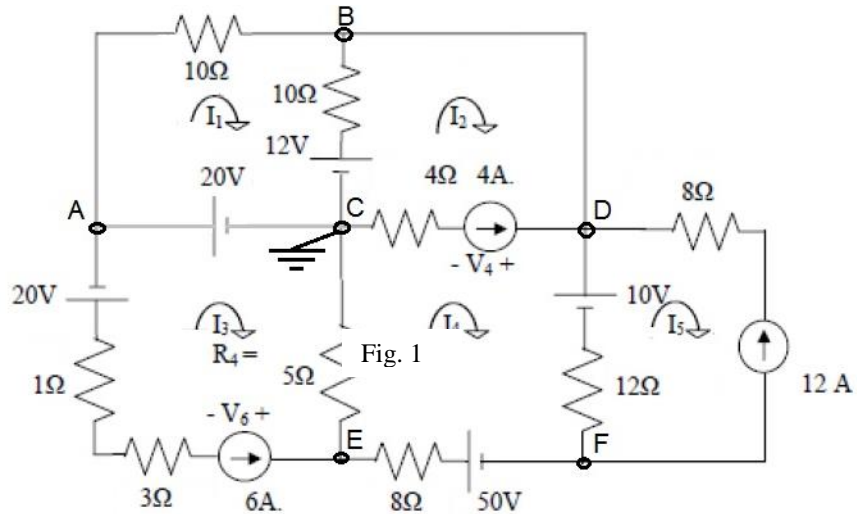 B
10Ω
10Ω
I₁
I₂
12V
20V
4Ω 4A.
8Ω
A
C
D
- V₄ +
20V
10V
I₃
I₄
I₅
R₄ =
Fig. 1
1Ω
5Ω
12Ω
12 A
- V₆ +
E
F
3Ω
6A.
8Ω
50V